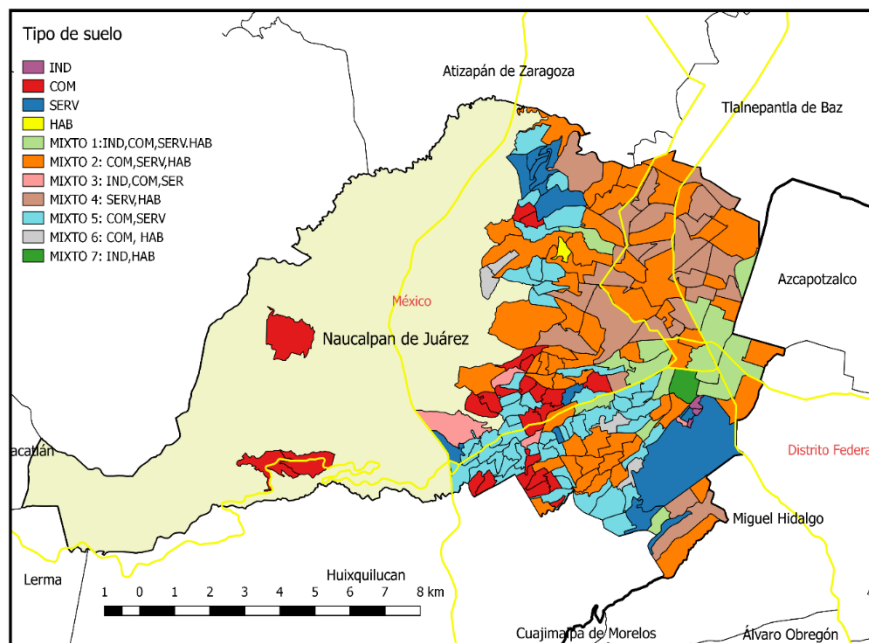 Tipo de suelo
IND
COM
SERV
HAB
MIXTO 1:IND,COM,SERV.HAB
MIXTO 2: COM,SERV,HAB
MIXTO 3: IND,COM,SER
MIXTO 4: SERV,HAB
MIXTO 5: COM,SERV
MIXTO 6: COM, HAB
MIXTO 7: IND,HAB
Atizapán de Zaragoza
Tlalnepantla de Baz
Azcapotzalco
México
Naucalpan de Juárez
acatlán
Distrito Federa
Miguel Hidalgo
Lerma
Huixquilucan
1 0 1 2 3 4 5 6 7 8 km
Cuajimalpa de Morelos
Álvaro Obregón